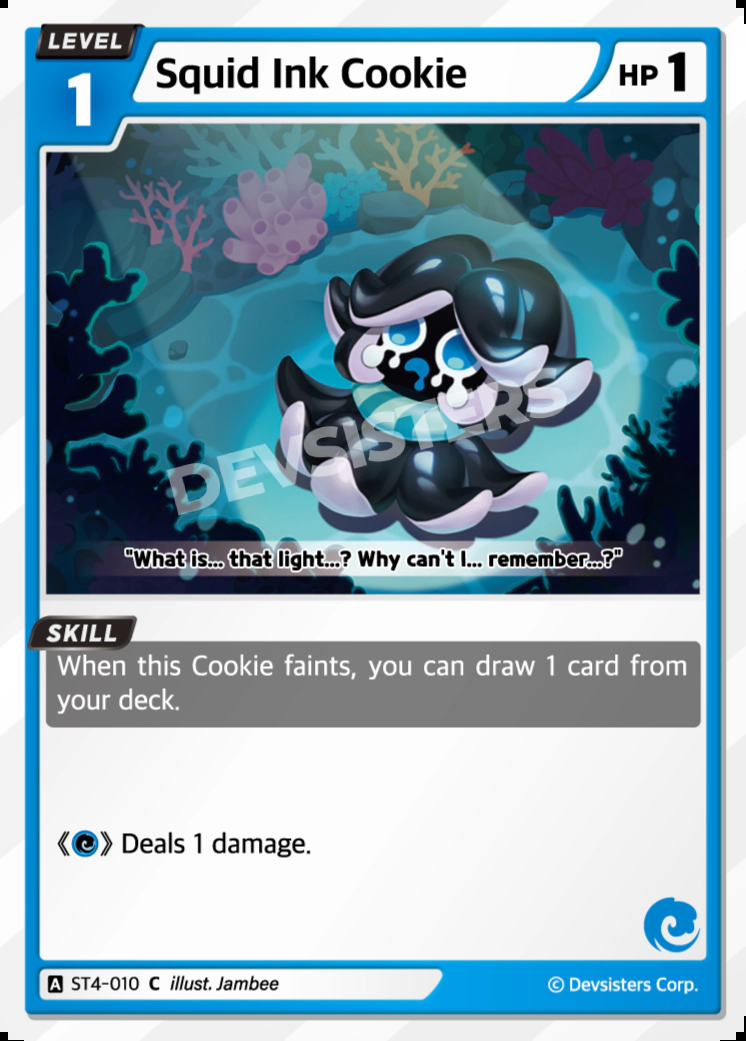 LEVEL
1
Squid Ink Cookie
HP 1
DEVSISTERS
"What is... that light...? Why can't I... remember...?"
SKILL
When this Cookie faints, you can draw 1 card from
your deck.
《 》 Deals 1 damage.
A ST4-010 C illust. Jambee
© Devsisters Corp.